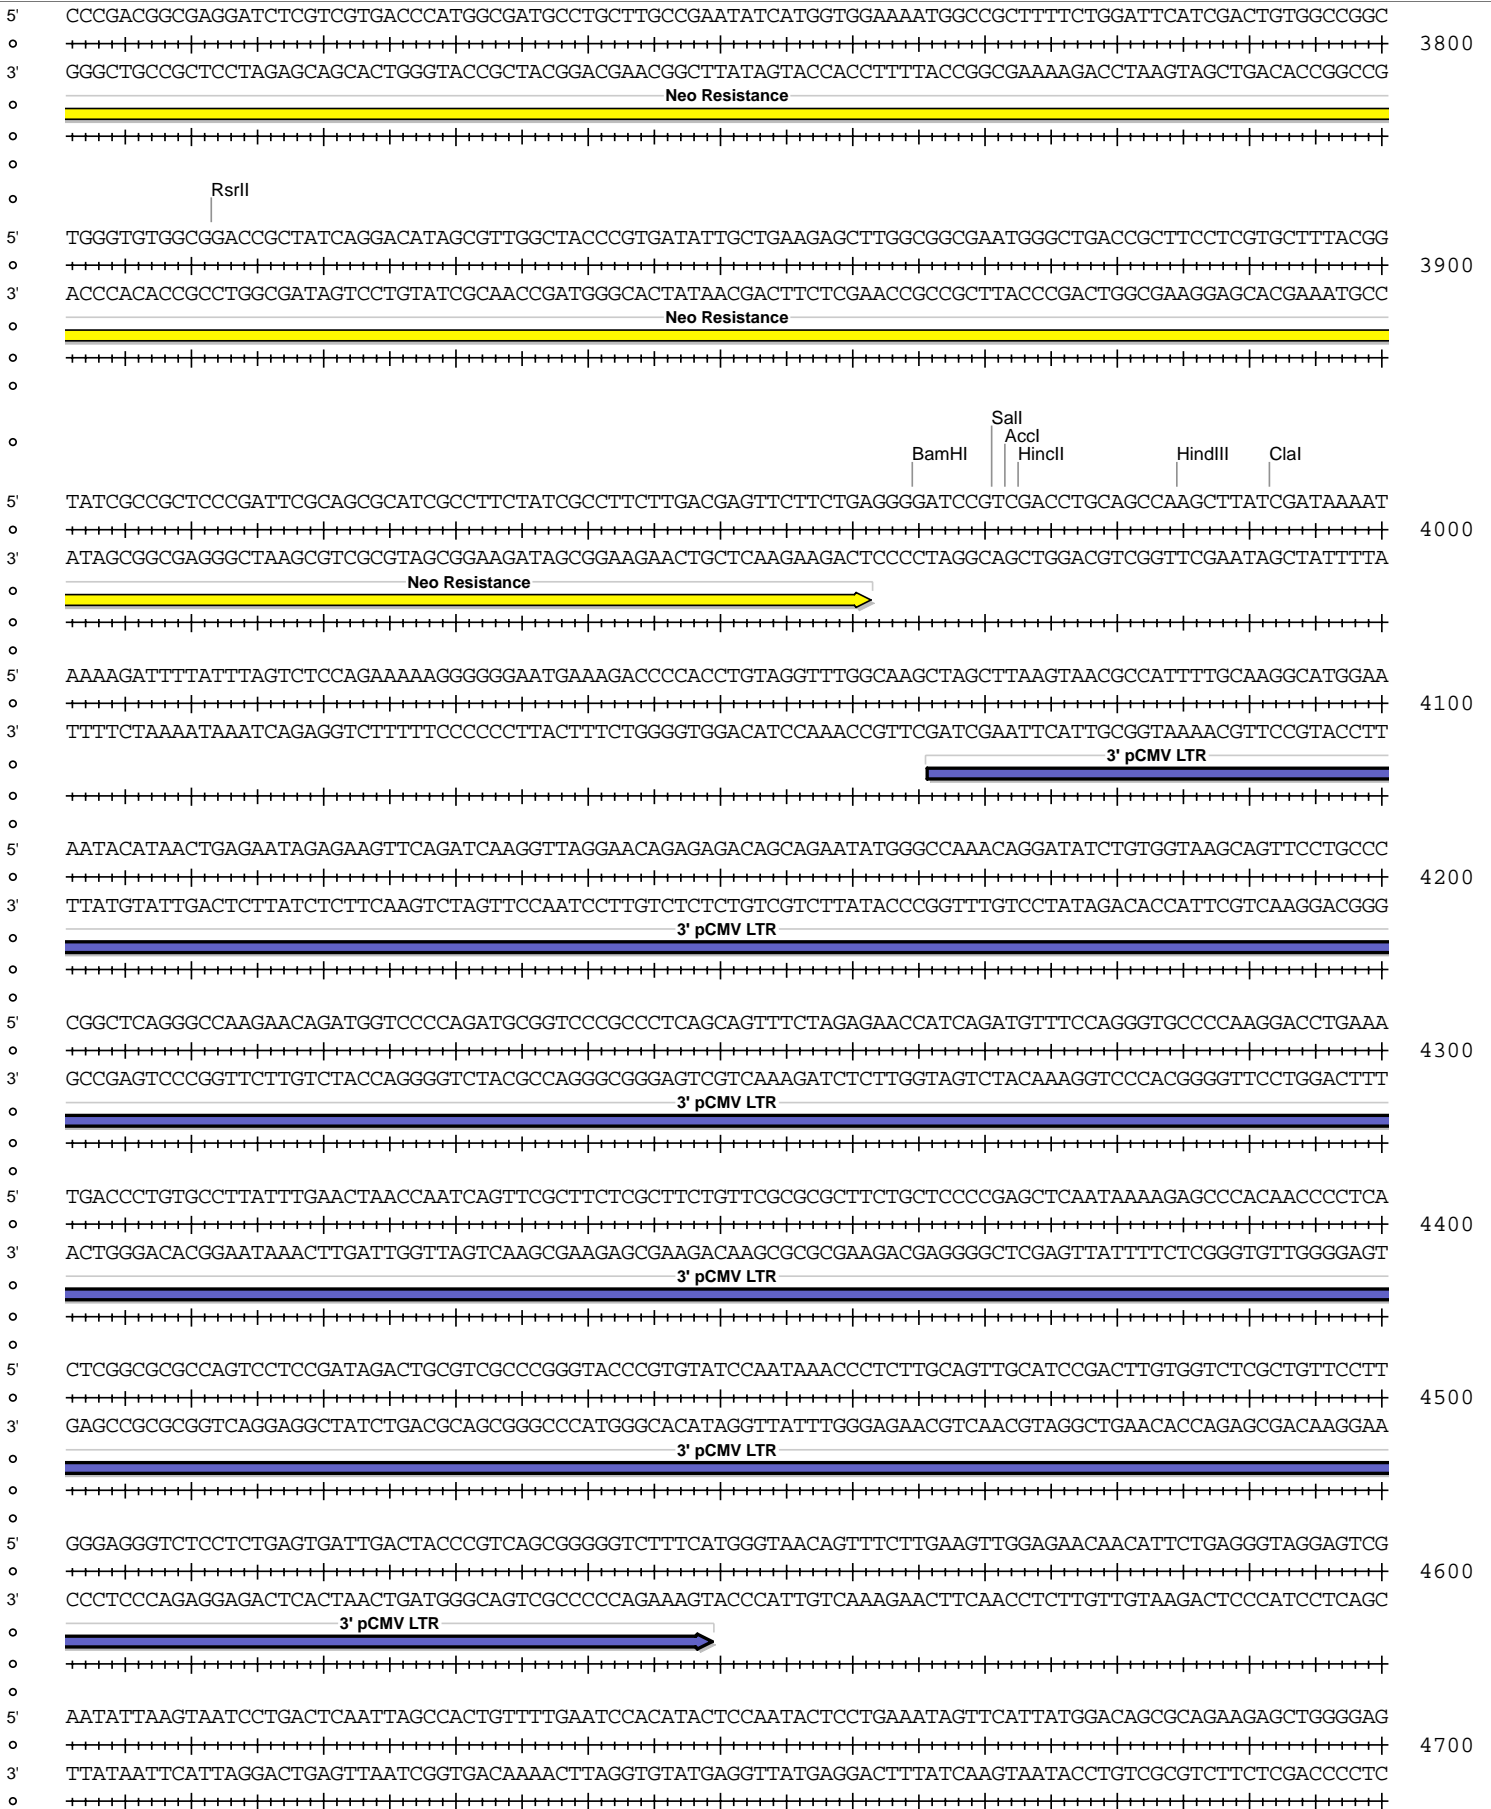 5' CCCGACGGCGAGGATCTCGTCGTGACCCATGGCGATGCCTGCTTGCCGAATATCATGGTGGAAAATGGCCGCTTTTCTGGATTCATCGACTGTGGCCGGC
3800
3' GGGCTGCCGCTCCTAGAGCAGCACTGGGTACCGCTACGGACGAACGGCTTATAGTACCACCTTTTACCGGCGAAAAGACCTAAGTAGCTGACACCGGCCG
Neo Resistance
RsrII
5' TGGGTGTGGCGGACCGCTATCAGGACATAGCGTTGGCTACCCGTGATATTGCTGAAGAGCTTGGCGGCGAATGGGCTGACCGCTTCCTCGTGCTTTACGG
3900
3' ACCCACACCGCCTGGCGATAGTCCTGTATCGCAACCGATGGGCACTATAACGACTTCTCGAACCGCCGCTTACCCGACTGGCGAAGGAGCACGAAATGCC
Neo Resistance
SalI
AccI
BamHI HincII HindIII ClaI
5' TATCGCCGCTCCCGATTCGCAGCGCATCGCCTTCTATCGCCTTCTTGACGAGTTCTTCTGAGGGGATCCGTCGACCTGCAGCCAAGCTTATCGATAAAAT
4000
3' ATAGCGGCGAGGGCTAAGCGTCGCGTAGCGGAAGATAGCGGAAGAACTGCTCAAGAAGACTCCCCTAGGCAGCTGGACGTCGGTTCGAATAGCTATTTTA
Neo Resistance
5' AAAAGATTTTATTTAGTCTCCAGAAAAAGGGGGGAATGAAAGACCCCACCTGTAGGTTTGGCAAGCTAGCTTAAGTAACGCCATTTTGCAAGGCATGGAA
4100
3' TTTTCTAAAATAAATCAGAGGTCTTTTTCCCCCCTTACTTTCTGGGGTGGACATCCAAACCGTTCGATCGAATTCATTGCGGTAAAACGTTCCGTACCTT
3' pCMV LTR
5' AATACATAACTGAGAATAGAGAAGTTCAGATCAAGGTTAGGAACAGAGAGACAGCAGAATATGGGCCAAACAGGATATCTGTGGTAAGCAGTTCCTGCCC
4200
3' TTATGTATTGACTCTTATCTCTTCAAGTCTAGTTCCAATCCTTGTCTCTCTGTCGTCTTATACCCGGTTTGTCCTATAGACACCATTCGTCAAGGACGGG
3' pCMV LTR
5' CGGCTCAGGGCCAAGAACAGATGGTCCCCAGATGCGGTCCCGCCCTCAGCAGTTTCTAGAGAACCATCAGATGTTTCCAGGGTGCCCCAAGGACCTGAAA
4300
3' GCCGAGTCCCGGTTCTTGTCTACCAGGGGTCTACGCCAGGGCGGGAGTCGTCAAAGATCTCTTGGTAGTCTACAAAGGTCCCACGGGGTTCCTGGACTTT
3' pCMV LTR
5' TGACCCTGTGCCTTATTTGAACTAACCAATCAGTTCGCTTCTCGCTTCTGTTCGCGCGCTTCTGCTCCCCGAGCTCAATAAAAGAGCCCACAACCCCTCA
4400
3' ACTGGGACACGGAATAAACTTGATTGGTTAGTCAAGCGAAGAGCGAAGACAAGCGCGCGAAGACGAGGGGCTCGAGTTATTTTCTCGGGTGTTGGGGAGT
3' pCMV LTR
5' CTCGGCGCGCCAGTCCTCCGATAGACTGCGTCGCCCGGGTACCCGTGTATCCAATAAACCCTCTTGCAGTTGCATCCGACTTGTGGTCTCGCTGTTCCTT
4500
3' GAGCCGCGCGGTCAGGAGGCTATCTGACGCAGCGGGCCCATGGGCACATAGGTTATTTGGGAGAACGTCAACGTAGGCTGAACACCAGAGCGACAAGGAA
3' pCMV LTR
5' GGGAGGGTCTCCTCTGAGTGATTGACTACCCGTCAGCGGGGGTCTTTCATGGGTAACAGTTTCTTGAAGTTGGAGAACAACATTCTGAGGGTAGGAGTCG
4600
3' CCCTCCCAGAGGAGACTCACTAACTGATGGGCAGTCGCCCCCAGAAAGTACCCATTGTCAAAGAACTTCAACCTCTTGTTGTAAGACTCCCATCCTCAGC
3' pCMV LTR
5' AATATTAAGTAATCCTGACTCAATTAGCCACTGTTTTGAATCCACATACTCCAATACTCCTGAAATAGTTCATTATGGACAGCGCAGAAGAGCTGGGGAG
4700
3' TTATAATTCATTAGGACTGAGTTAATCGGTGACAAAACTTAGGTGTATGAGGTTATGAGGACTTTATCAAGTAATACCTGTCGCGTCTTCTCGACCCCTC